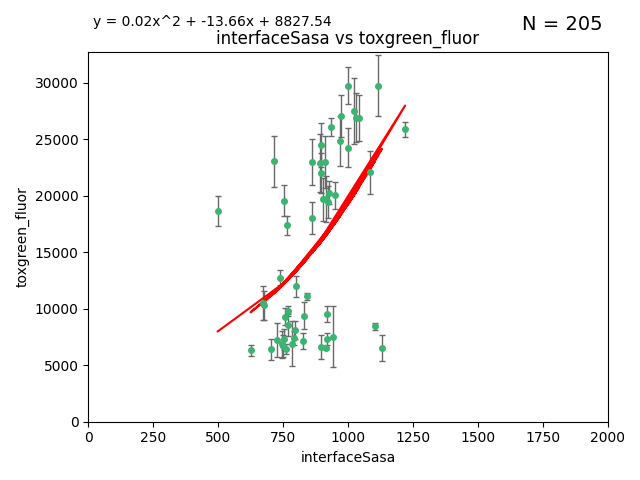 y = 0.02x^2 + -13.66x + 8827.54
N = 205
interfaceSasa vs toxgreen_fluor
30000
25000
20000
15000
10000
5000
0
toxgreen_fluor
0 250 500 750 1000 1250 1500 1750 2000
interfaceSasa